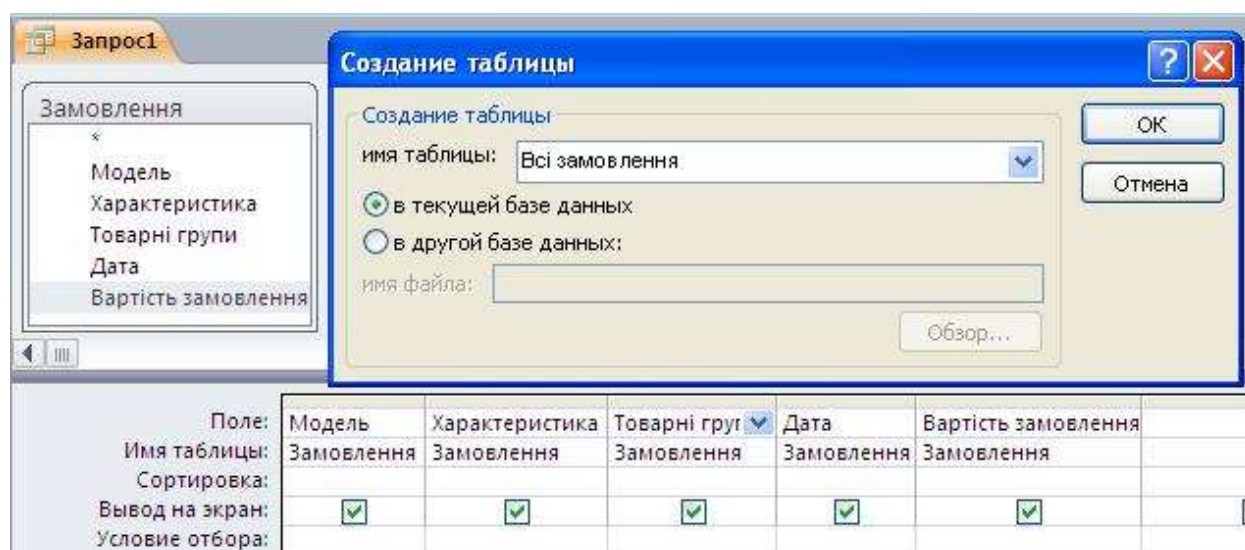 Запрос1
Замовлення
*
Модель
Характеристика
Товарні групи
Дата
Вартість замовлення
Создание таблицы
?
Создание таблицы
имя таблицы: Всі замовлення
в текущей базе данных
в другой базе данных:
имя файла:
Обзор...
ОК
Отмена
Поле: Модель Характеристика Товарні груг Дата Вартість замовлення
Имя таблицы: Замовлення Замовлення Замовлення Замовлення Замовлення
Сортировка:
Вывод на экран:
Условие отбора: